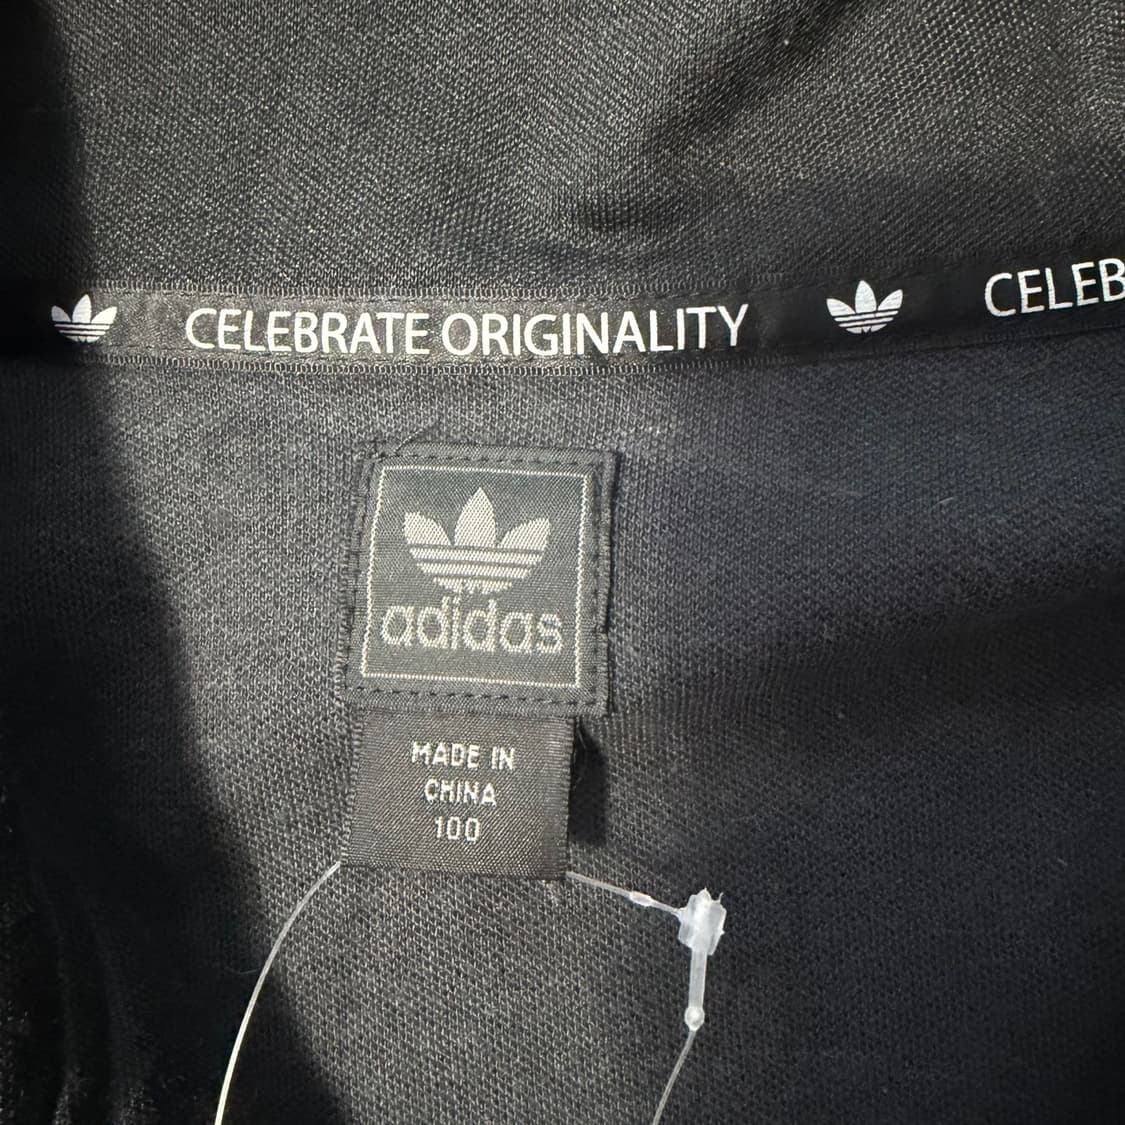 CELEBRATE ORIGINALITY
CELEB
adidas
MADE IN
CHINA
100